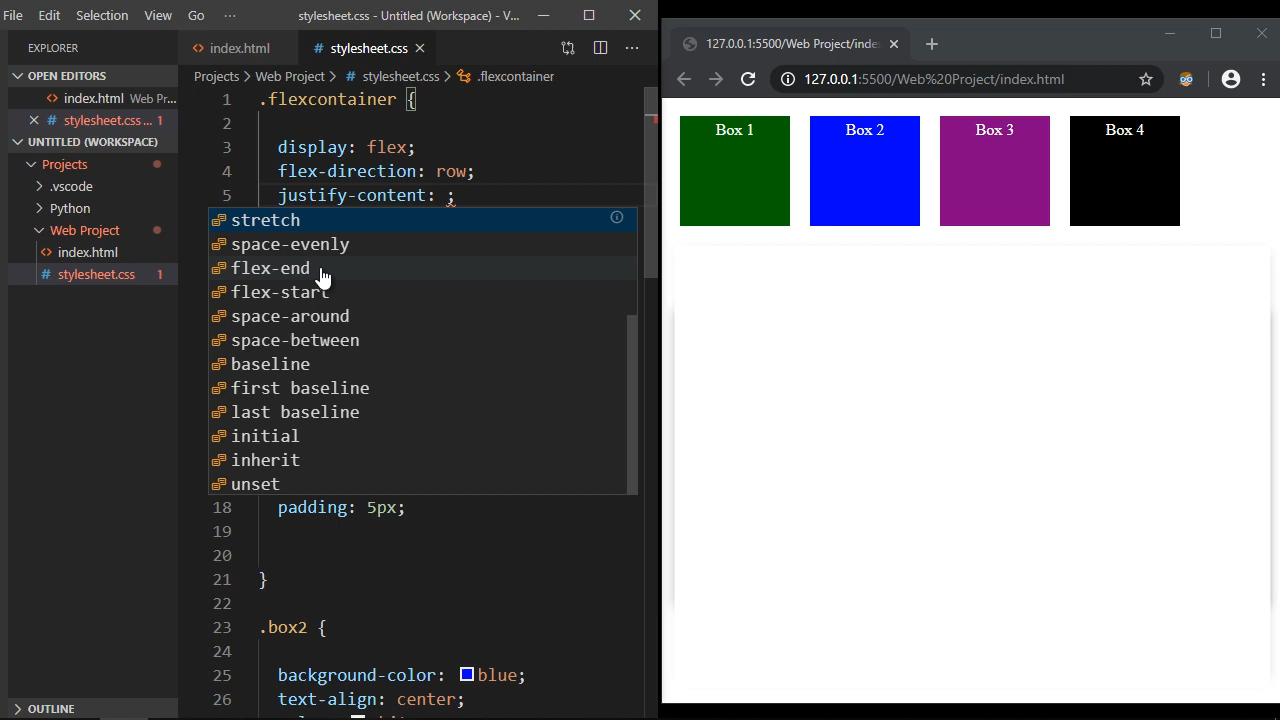 File Edit Selection View Go ··· stylesheet.css - Untitled (Workspace) - V...
EXPLORER
OPEN EDITORS
index.html Web Pr...
stylesheet.css ... 1
UNTITLED (WORKSPACE)
Projects
.vscode
Python
Web Project
index.html
# stylesheet.css 1
OUTLINE
index.html # stylesheet.css
Projects > Web Project > # stylesheet.css > .flexcontainer
1 .flexcontainer {
2
3 display: flex;
4 flex-direction: row;
5 justify-content: ;
stretch
space-evenly
flex-end
flex-start
space-around
space-between
baseline
first baseline
last baseline
initial
inherit
unset
18 padding: 5px;
19
20
21 }
22
23 .box2 {
24
25 background-color: blue;
26 text-align: center;
127.0.0.1:5500/Web Project/inde
127.0.0.1:5500/Web%20Project/index.html
Box 1 Box 2 Box 3 Box 4